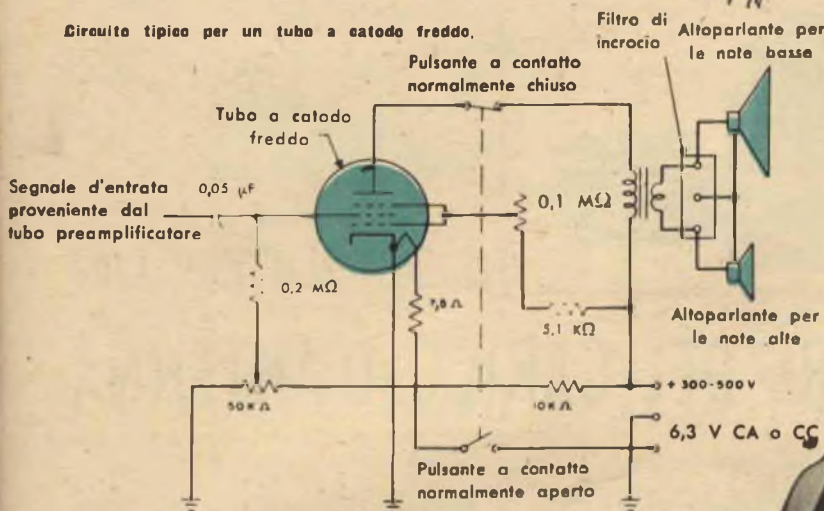 Circuito tipico per un tubo a catodo freddo.
Filtro di
incrocio
Altoparlante per
le note basse
Pulsante a contatto
normalmente chiuso
Tubo a catodo
freddo
Segnale d'entrata
proveniente dal
tubo preamplificatore
0,05 μF
0,1 MΩ
0,2 MΩ
Ω
5,1 KΩ
Altoparlante per
le note alte
50 K Ω
10K Ω
+ 300-500 V
6,3 V CA o CC
Pulsante a contatto
normalmente aperto